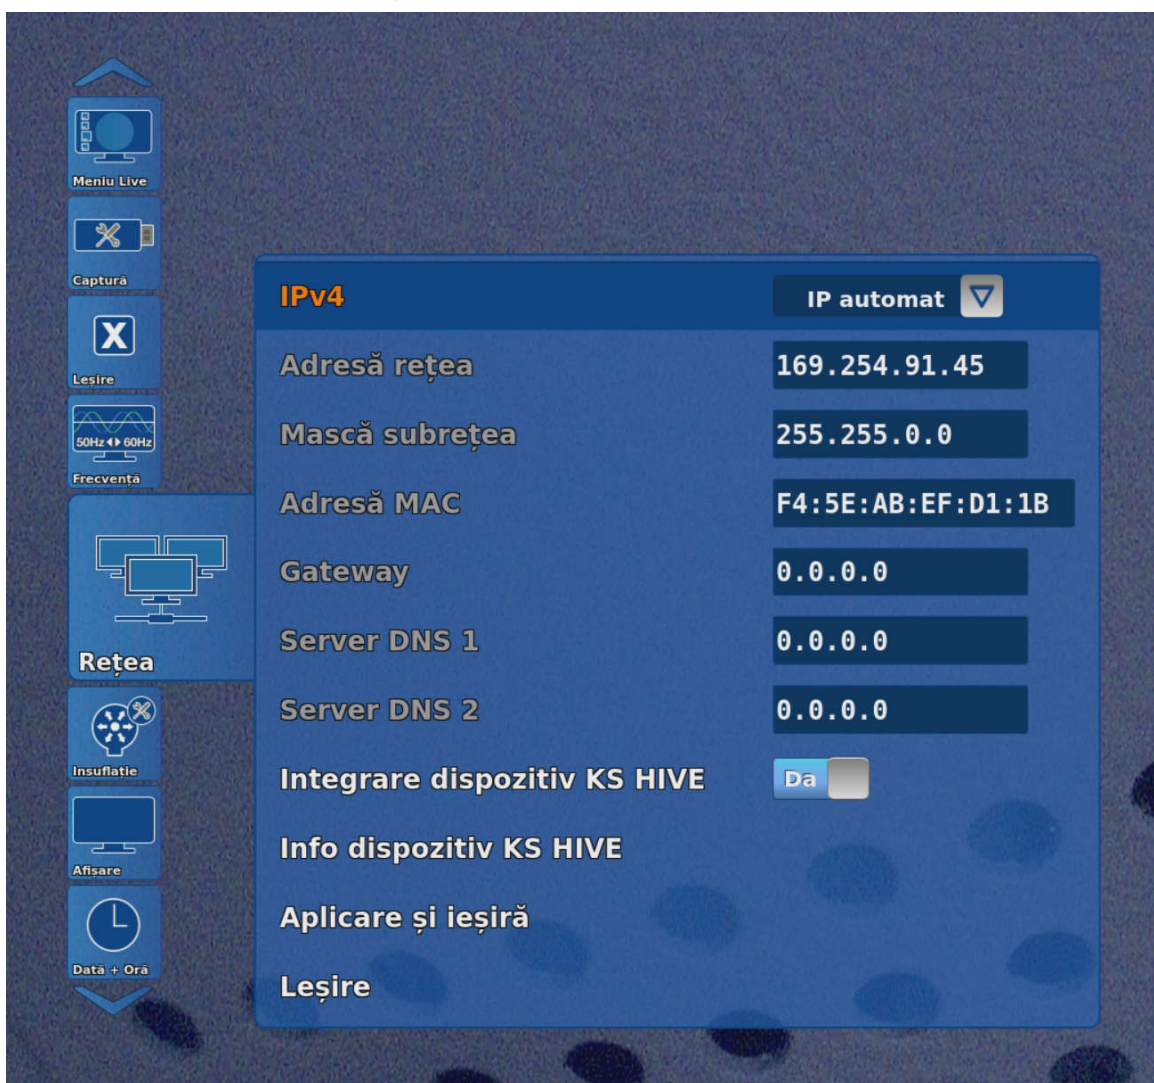 Meniu Live
Captură
X
Leșire
50Hz 60Hz
Frecvență
Rețea
Insuflație
Afișare
Dată + Oră
IPv4 IP automat
Adresă rețea 169.254.91.45
Mască subrețea 255.255.0.0
Adresă MAC F4:5E:AB:EF:D1:1B
Gateway 0.0.0.0
Server DNS 1 0.0.0.0
Server DNS 2 0.0.0.0
Integrare dispozitiv KS HIVE Da
Info dispozitiv KS HIVE
Aplicare și ieșiră
Leșire